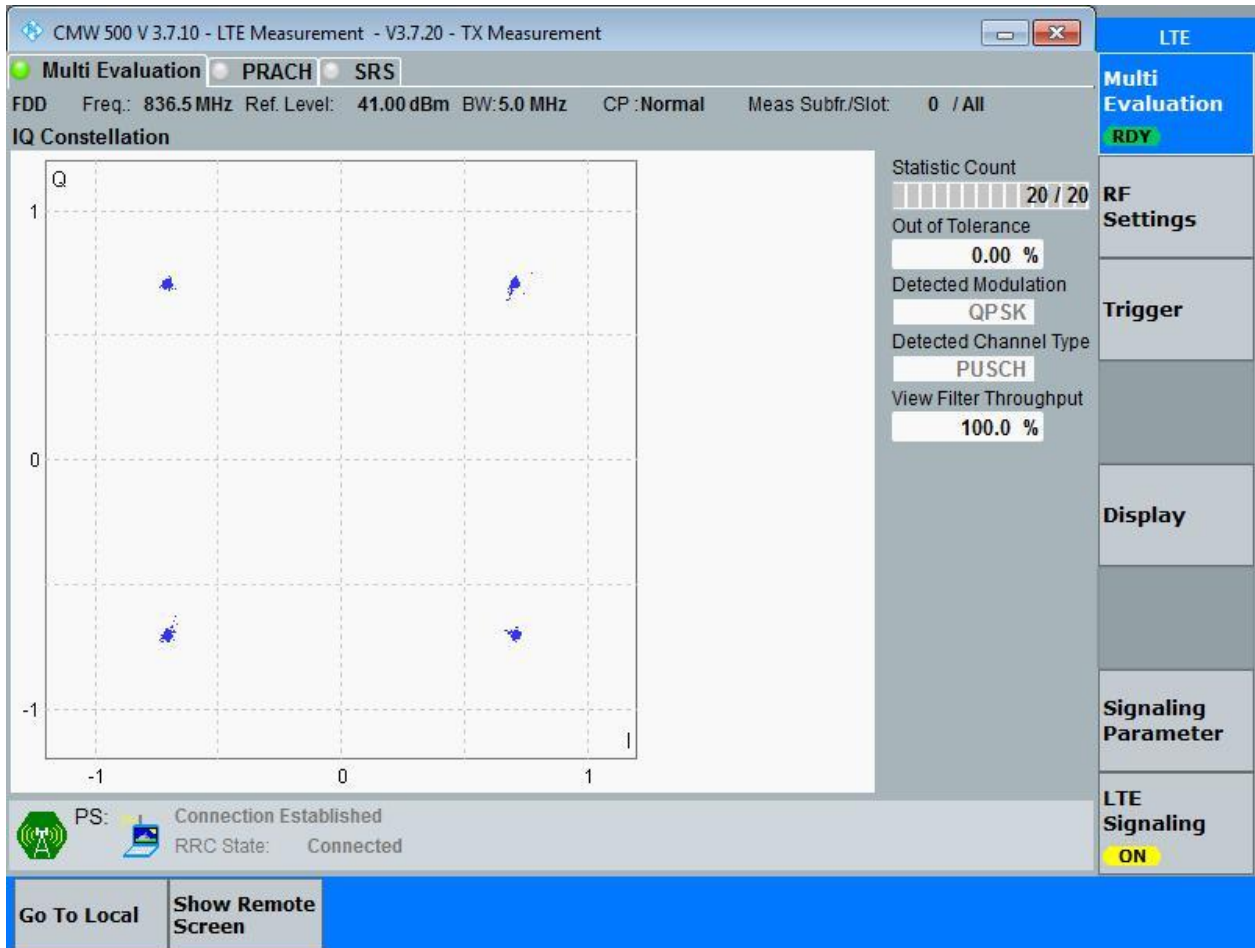 CMW 500 V 3.7.10 - LTE Measurement - V3.7.20 - TX Measurement
LTE
Multi Evaluation PRACH SRS
FDD Freq.: 836.5 MHz Ref. Level: 41.00 dBm BW: 5.0 MHz CP : Normal Meas Subfr./Slot: 0 / All
IQ Constellation
Q
1
0
-1
I
-1 0 1
Statistic Count
20 / 20
Out of Tolerance
0.00 %
Detected Modulation
QPSK
Detected Channel Type
PUSCH
View Filter Throughput
100.0 %
Multi
Evaluation
RDY
RF
Settings
Trigger
Display
Signaling
Parameter
LTE
Signaling
ON
PS: Connection Established
RRC State: Connected
Go To Local
Show Remote
Screen